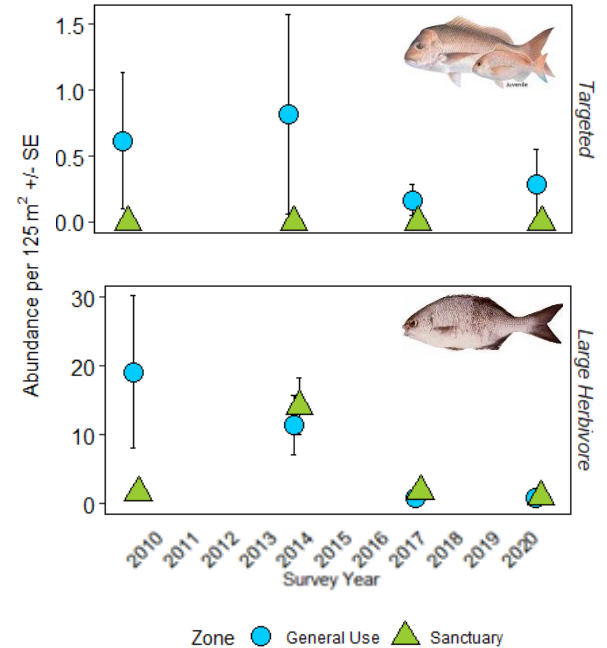 1.5
1.0
0.5
0.0
Juvenile
Targeted
Abundance per 125 m² +/- SE
30
20
10
0
Large Herbivore
2010 2011 2012 2013 2014 2015 2016 2017 2018 2019 2020
Survey Year
Zone General Use Sanctuary